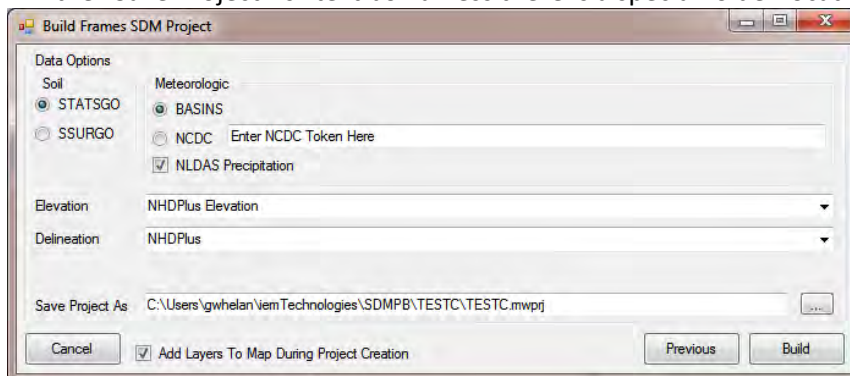 Build Frames SDM Project
Data Options
Soil
Meteorologic
STATSGO
BASINS
SSURGO
NCDC Enter NCDC Token Here
NLDAS Precipitation
Elevation NHDPlus Elevation
Delineation NHDPlus
Save Project As C:\Users\gwhelan\iemTechnologies\SDMPB\TESTC\TESTC.mwprj ...
Cancel Add Layers To Map During Project Creation Previous Build